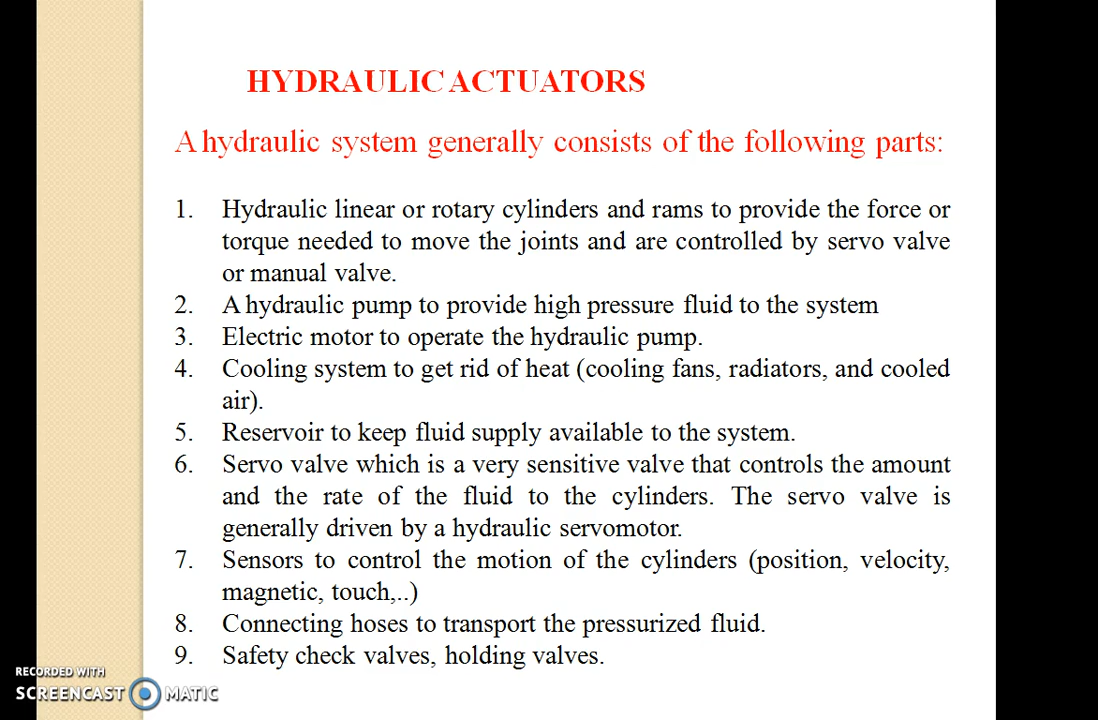 HYDRAULIC ACTUATORS
A hydraulic system generally consists of the following parts:
1. Hydraulic linear or rotary cylinders and rams to provide the force or
torque needed to move the joints and are controlled by servo valve
or manual valve.
2. A hydraulic pump to provide high pressure fluid to the system
3. Electric motor to operate the hydraulic pump.
4. Cooling system to get rid of heat (cooling fans, radiators, and cooled
air).
5. Reservoir to keep fluid supply available to the system.
6. Servo valve which is a very sensitive valve that controls the amount
and the rate of the fluid to the cylinders. The servo valve is
generally driven by a hydraulic servomotor.
7. Sensors to control the motion of the cylinders (position, velocity,
magnetic, touch,..)
8. Connecting hoses to transport the pressurized fluid.
9. Safety check valves, holding valves.
RECORDED WITH
SCREENCAST MATIC